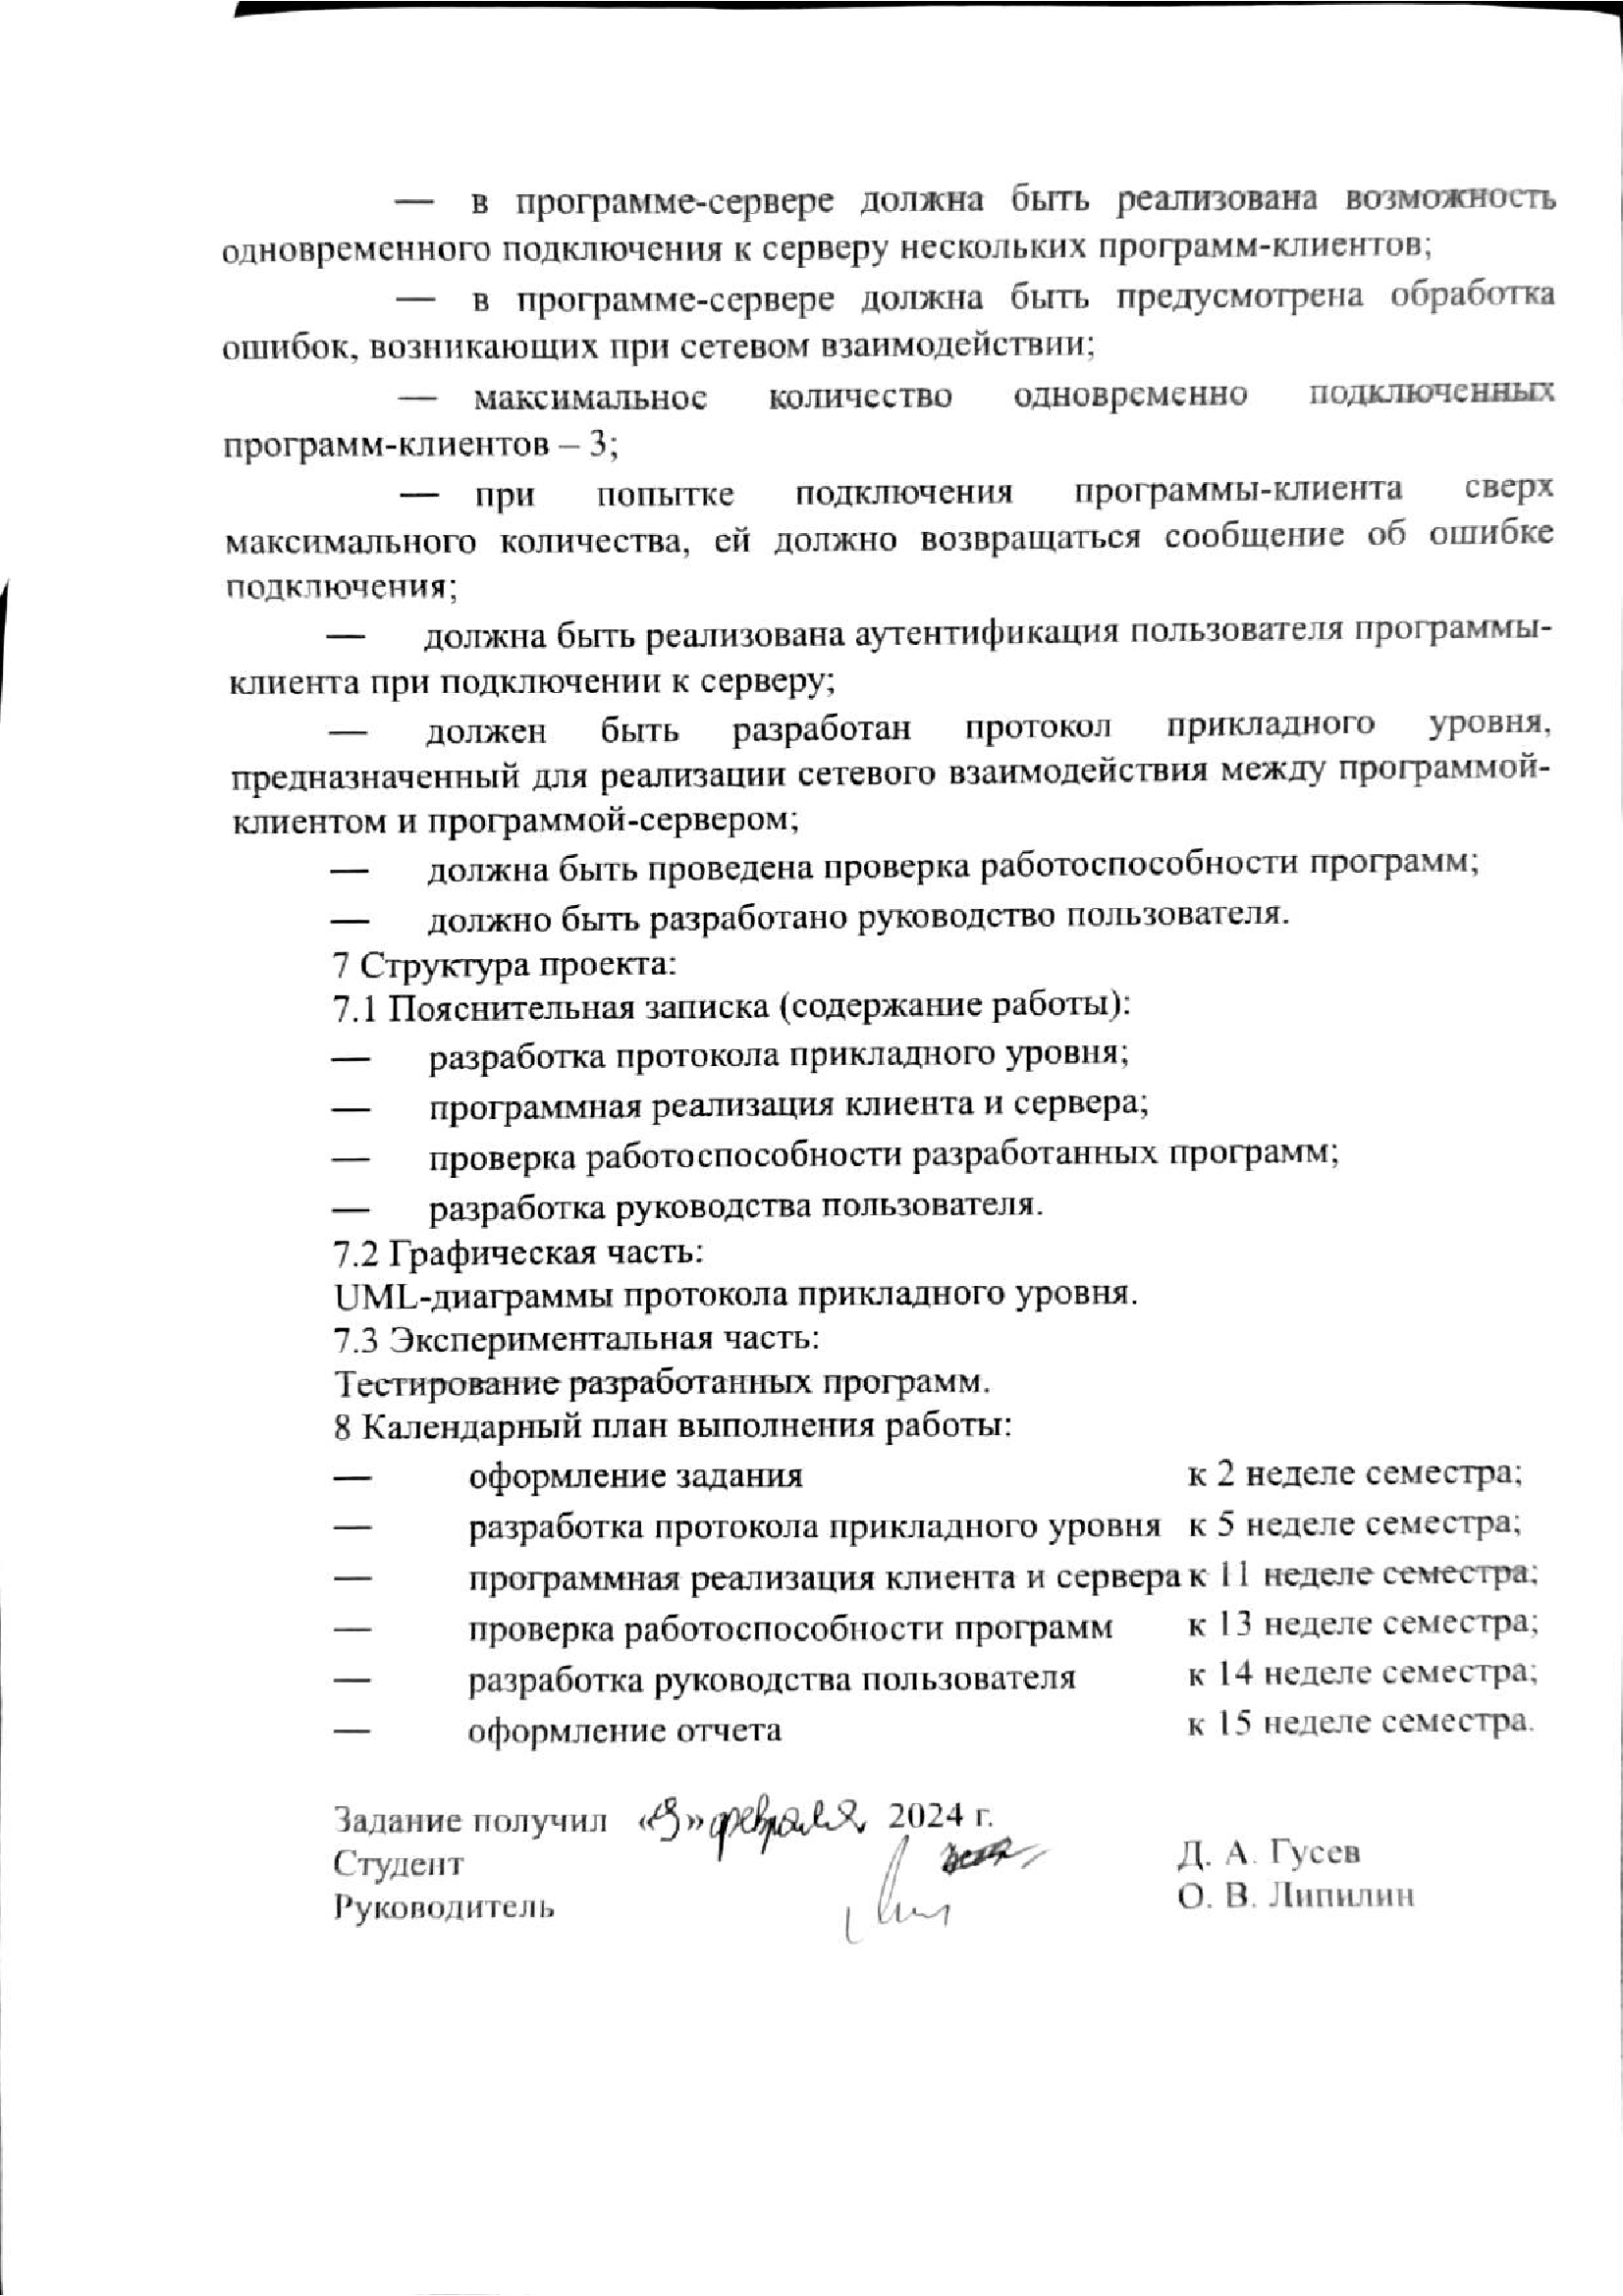 — в программе-сервере должна быть реализована возможность
одновременного подключения к серверу нескольких программ-клиентов;
— в программе-сервере должна быть предусмотрена обработка
ошибок, возникающих при сетевом взаимодействии;
— максимальное количество одновременно подключенных
программ-клиентов – 3;
— при попытке подключения программы-клиента сверх
максимального количества, ей должно возвращаться сообщение об ошибке
подключения;
— должна быть реализована аутентификация пользователя программы-
клиента при подключении к серверу;
— должен быть разработан протокол прикладного уровня,
предназначенный для реализации сетевого взаимодействия между программой-
клиентом и программой-сервером;
— должна быть проведена проверка работоспособности программ;
— должно быть разработано руководство пользователя.
7 Структура проекта:
7.1 Пояснительная записка (содержание работы):
— разработка протокола прикладного уровня;
— программная реализация клиента и сервера;
— проверка работоспособности разработанных программ;
— разработка руководства пользователя.
7.2 Графическая часть:
UML-диаграммы протокола прикладного уровня.
7.3 Экспериментальная часть:
Тестирование разработанных программ.
8 Календарный план выполнения работы:
— оформление задания к 2 неделе семестра;
— разработка протокола прикладного уровня к 5 неделе семестра;
— программная реализация клиента и сервера к 11 неделе семестра;
— проверка работоспособности программ к 13 неделе семестра;
— разработка руководства пользователя к 14 неделе семестра;
— оформление отчета к 15 неделе семестра.
Задание получил « » февраля 2024 г.
Студент Д. А. Гусев
Руководитель О. В. Липилин